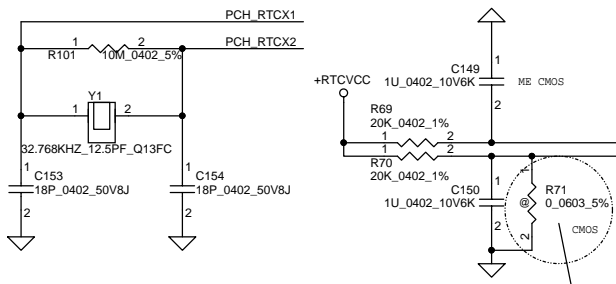 PCH_RTCX1
1 2 PCH_RTCX2
R101 10M_0402_5%
Y1
1 2
32.768KHZ_12.5PF_Q13FC
1
C153
18P_0402_50V8J
2
1
C154
18P_0402_50V8J
2
1
C149
1U_0402_10V6K
2
ME CMOS
+RTCVCC
R69
20K_0402_1%
1 2
1 2
R70
20K_0402_1%
1
C150
1U_0402_10V6K
2
1
R71
0_0603_5%
@
2
CMOS